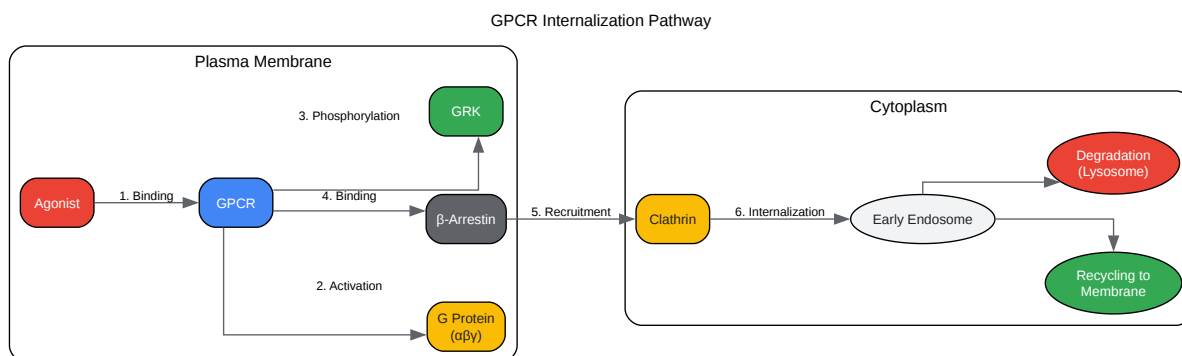 GPCR Internalization Pathway
Plasma Membrane
Cytoplasm
GRK
3. Phosphorylation
Degradation
(Lysosome)
Agonist
1. Binding
GPCR
4. Binding
β-Arrestin
5. Recruitment
Clathrin
6. Internalization
Early Endosome
2. Activation
G Protein
(αβγ)
Recycling to
Membrane